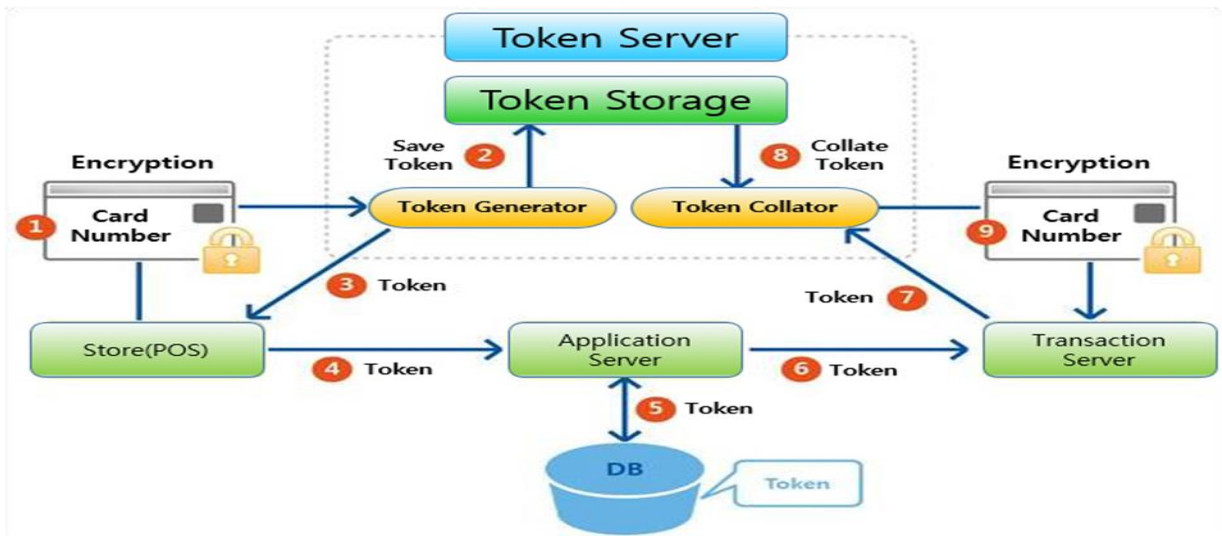 Token Server
Token Storage
Save
Token
2
8
Collate
Token
Encryption
Encryption
Token Generator
Token Collator
1
Card
Number
9
Card
Number
3
Token
Token
7
Store(POS)
Application
Server
Transaction
Server
4
Token
6
Token
5
Token
DB
Token